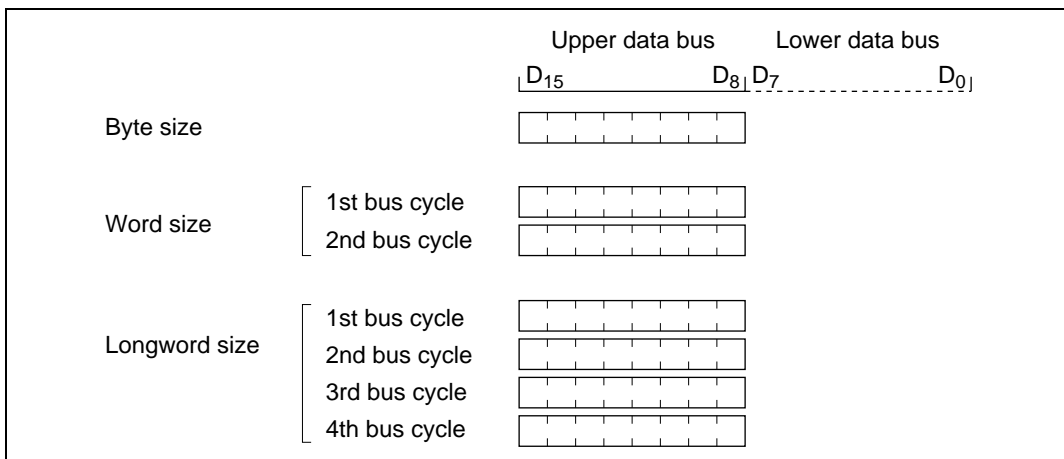 Upper data bus Lower data bus
D15 D8 D7 D0
Byte size
Word size
1st bus cycle
2nd bus cycle
Longword size
1st bus cycle
2nd bus cycle
3rd bus cycle
4th bus cycle